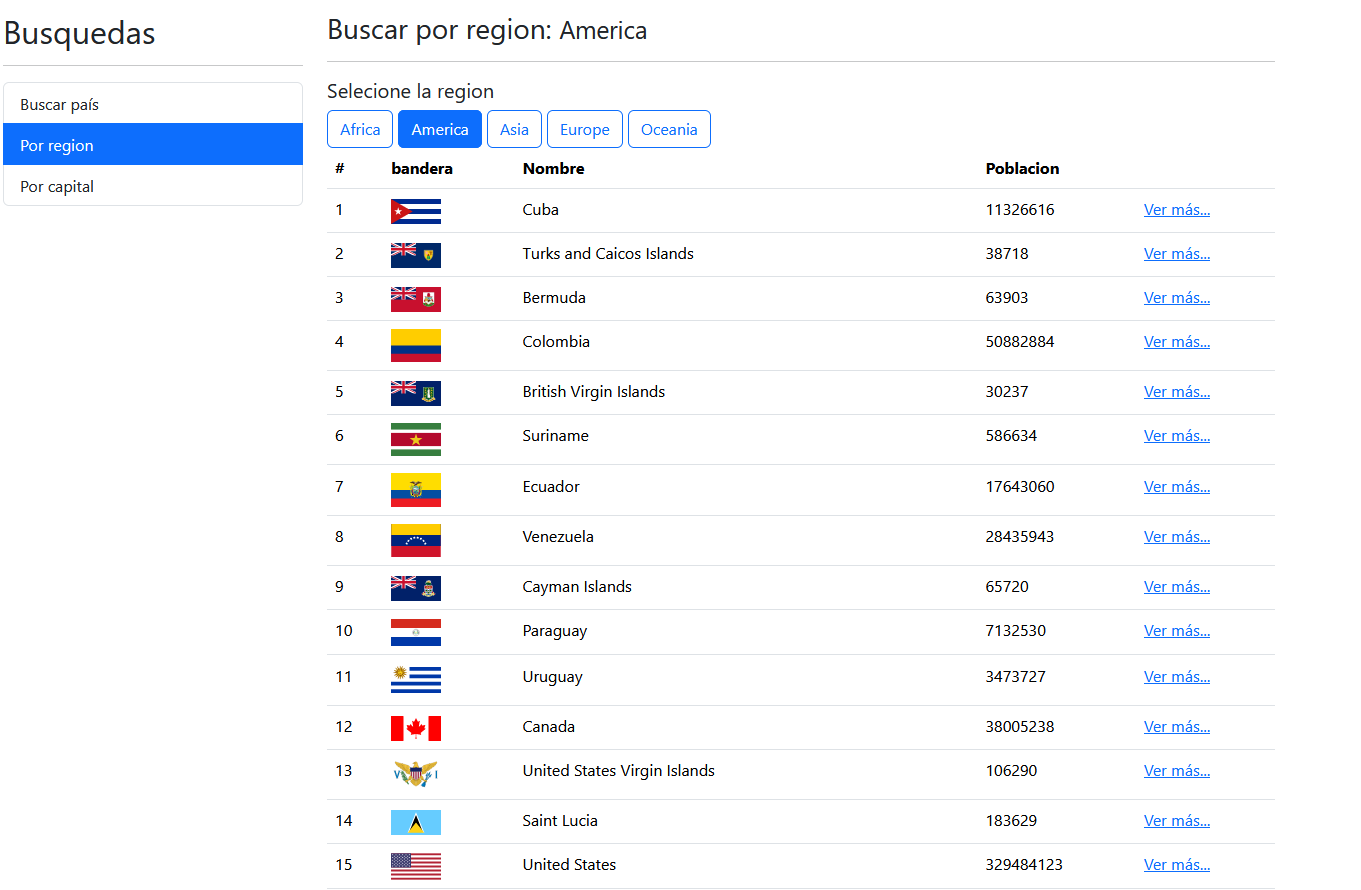 Busquedas
Buscar país
Por region
Por capital
Buscar por region: America
Selecione la region
Africa America Asia Europe Oceania
# bandera Nombre Poblacion
1 Cuba 11326616 Ver más...
2 Turks and Caicos Islands 38718 Ver más...
3 Bermuda 63903 Ver más...
4 Colombia 50882884 Ver más...
5 British Virgin Islands 30237 Ver más...
6 Suriname 586634 Ver más...
7 Ecuador 17643060 Ver más...
8 Venezuela 28435943 Ver más...
9 Cayman Islands 65720 Ver más...
10 Paraguay 7132530 Ver más...
11 Uruguay 3473727 Ver más...
12 Canada 38005238 Ver más...
13 V I United States Virgin Islands 106290 Ver más...
14 Saint Lucia 183629 Ver más...
15 United States 329484123 Ver más...